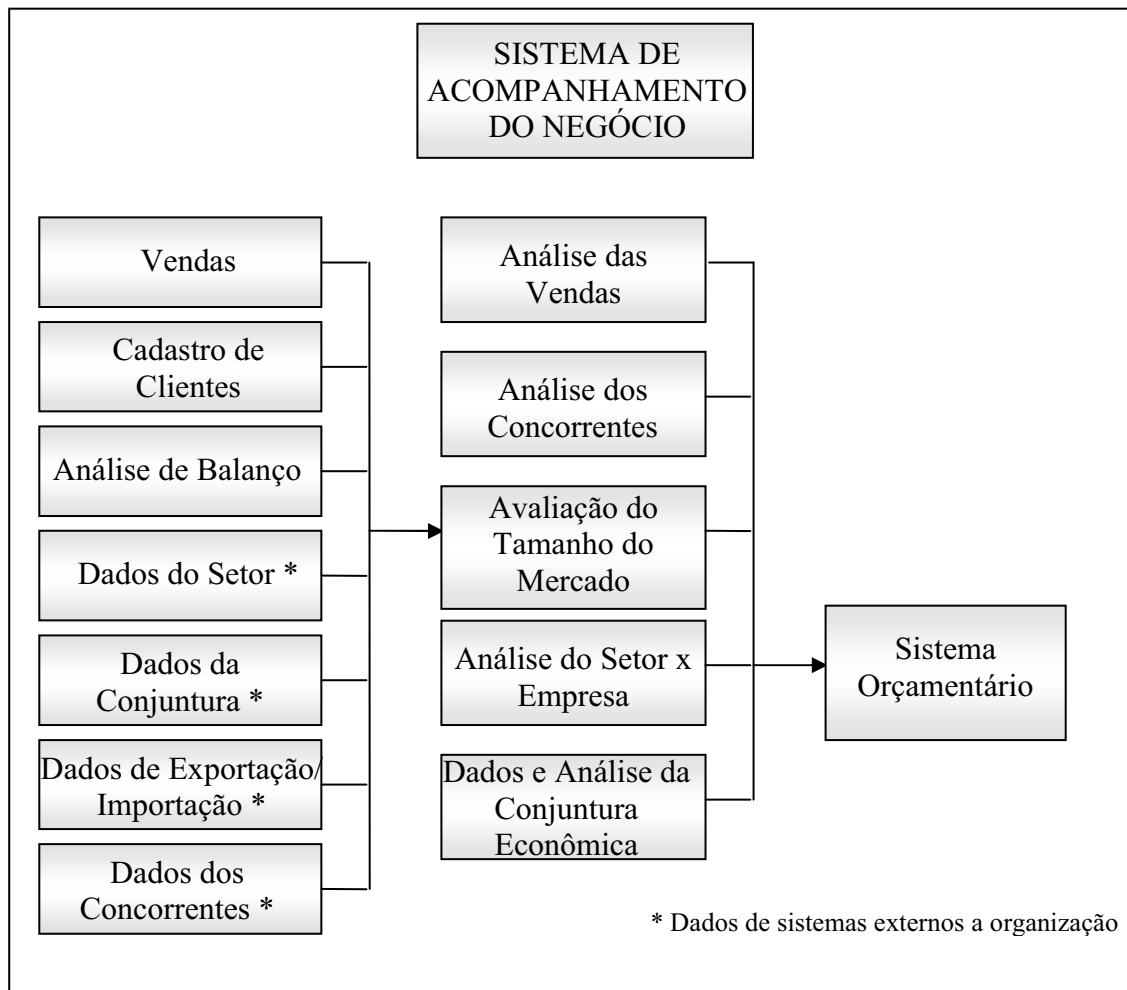 SISTEMA DE
ACOMPANHAMENTO
DO NEGÓCIO
Vendas
Cadastro de
Clientes
Análise de Balanço
Dados do Setor *
Dados da
Conjuntura *
Dados de Exportação/
Importação *
Dados dos
Concorrentes *
Análise das
Vendas
Análise dos
Concorrentes
Avaliação do
Tamanho do
Mercado
Análise do Setor x
Empresa
Dados e Análise da
Conjuntura
Econômica
Sistema
Orçamentário
* Dados de sistemas externos a organização